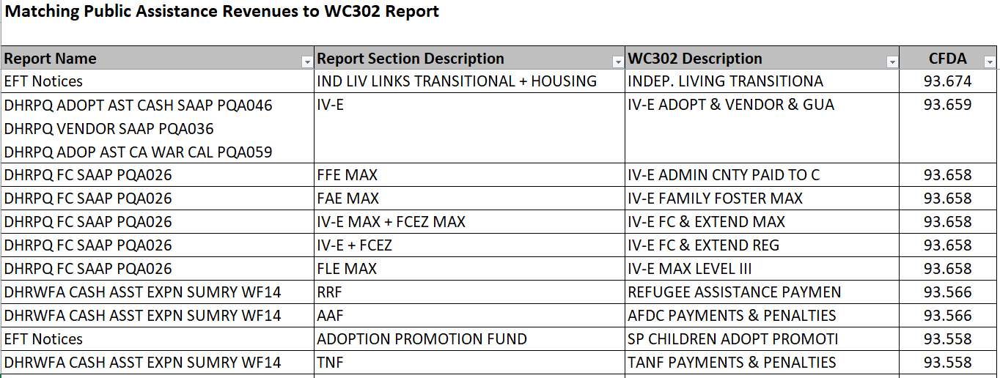 Matching Public Assistance Revenues to WC302 Report
Report Name Report Section Description WC302 Description CFDA
EFT Notices IND LIV LINKS TRANSITIONAL + HOUSING INDEP. LIVING TRANSITIONA 93.674
DHRPQ ADOPT AST CASH SAAP PQA046 IV-E IV-E ADOPT & VENDOR & GUA 93.659
DHRPQ VENDOR SAAP PQA036
DHRPQ ADOP AST CA WAR CAL PQA059
DHRPQ FC SAAP PQA026 FFE MAX IV-E ADMIN CNTY PAID TO C 93.658
DHRPQ FC SAAP PQA026 FAE MAX IV-E FAMILY FOSTER MAX 93.658
DHRPQ FC SAAP PQA026 IV-E MAX + FCEZ MAX IV-E FC & EXTEND MAX 93.658
DHRPQ FC SAAP PQA026 IV-E + FCEZ IV-E FC & EXTEND REG 93.658
DHRPQ FC SAAP PQA026 FLE MAX IV-E MAX LEVEL III 93.658
DHRWFA CASH ASST EXPN SUMRY WF14 RRF REFUGEE ASSISTANCE PAYMEN 93.566
DHRWFA CASH ASST EXPN SUMRY WF14 AAF AFDC PAYMENTS & PENALTIES 93.566
EFT Notices ADOPTION PROMOTION FUND SP CHILDREN ADOPT PROMOTI 93.558
DHRWFA CASH ASST EXPN SUMRY WF14 TNF TANF PAYMENTS & PENALTIES 93.558